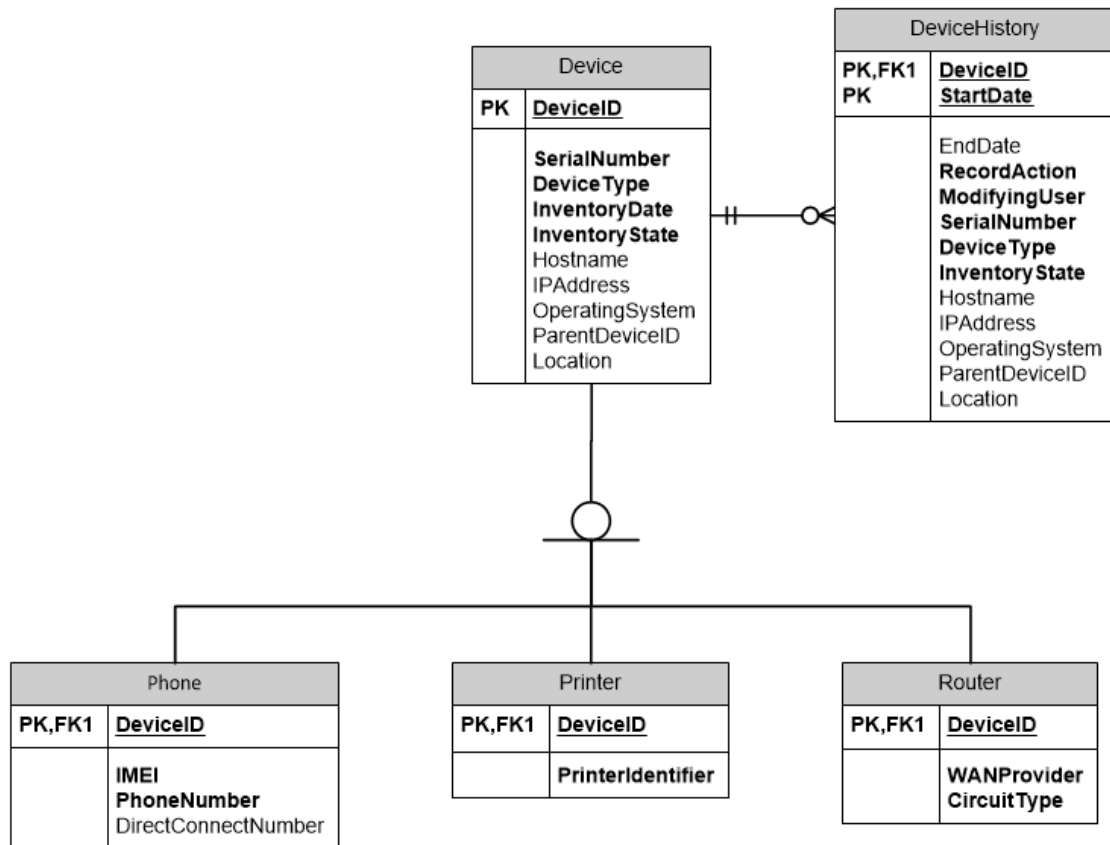 Device
PK DeviceID
SerialNumber
DeviceType
InventoryDate
InventoryState
Hostname
IPAddress
OperatingSystem
ParentDeviceID
Location
DeviceHistory
PK,FK1 DeviceID
PK StartDate
EndDate
RecordAction
ModifyingUser
SerialNumber
DeviceType
InventoryState
Hostname
IPAddress
OperatingSystem
ParentDeviceID
Location
Phone
PK,FK1 DeviceID
IMEI
PhoneNumber
DirectConnectNumber
Printer
PK,FK1 DeviceID
PrinterIdentifier
Router
PK,FK1 DeviceID
WANProvider
CircuitType